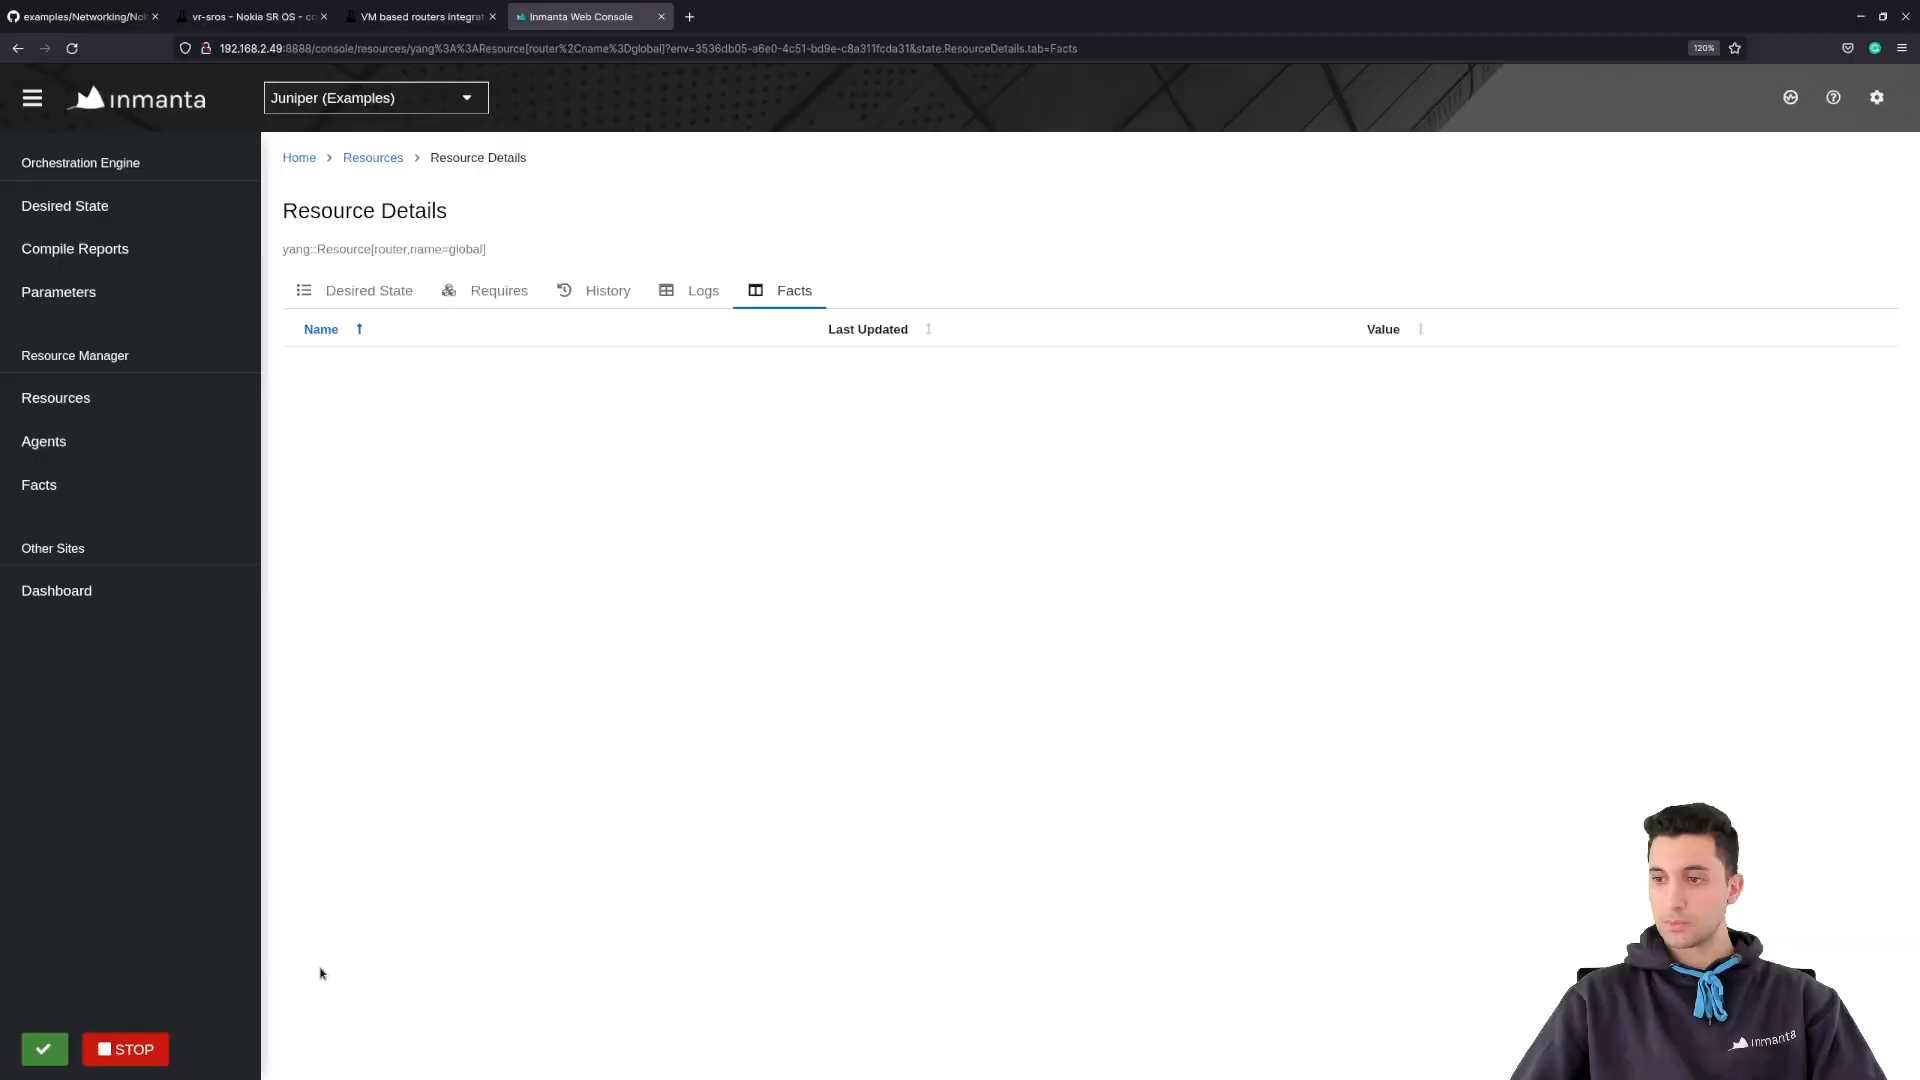 examples/Networking/Nok
vr-sros - Nokia SR OS - co
VM based routers integrat
Inmanta Web Console
192.168.2.49:8888/console/resources/yang%3A%3AResource[router%2Cname%3Dglobal]?env=3536db05-a6e0-4c51-bd9e-c8a311fcda31&state.ResourceDetails.tab=Facts
120%
inmanta
Juniper (Examples)
Orchestration Engine
Desired State
Compile Reports
Parameters
Resource Manager
Resources
Agents
Facts
Other Sites
Dashboard
STOP
Home
Resources
Resource Details
Resource Details
yang::Resource[router,name=global]
Desired State
Requires
History
Logs
Facts
Name
Last Updated
Value
inmanta